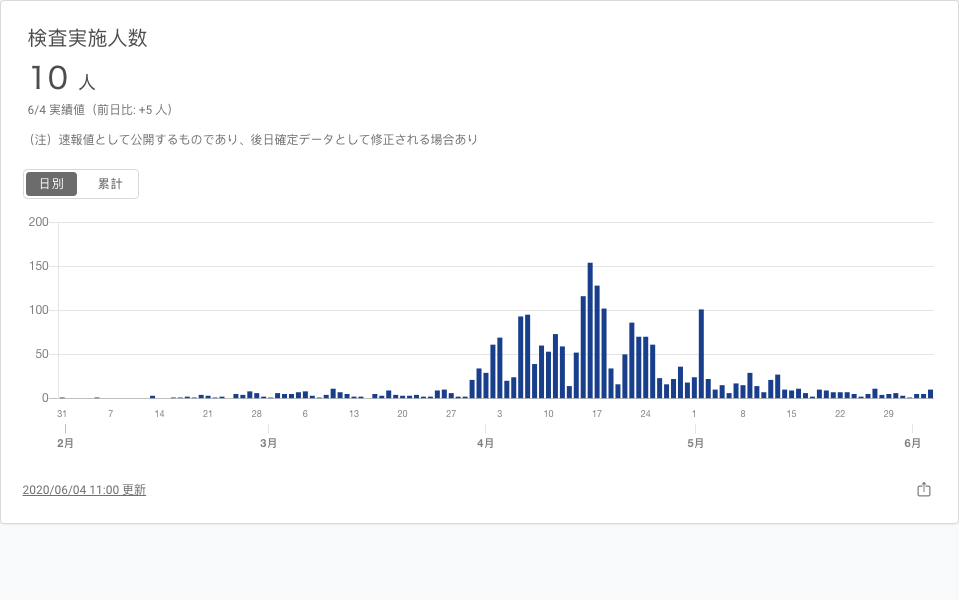 検査実施人数
10 人
6/4 実績値（前日比: +5 人）
（注）速報値として公開するものであり、後日確定データとして修正される場合あり
日別 累計
200
150
100
50
0
31 7 14 21 28 6 13 20 27 3 10 17 24 1 8 15 22 29
2月 3月 4月 5月 6月
2020/06/04 11:00 更新